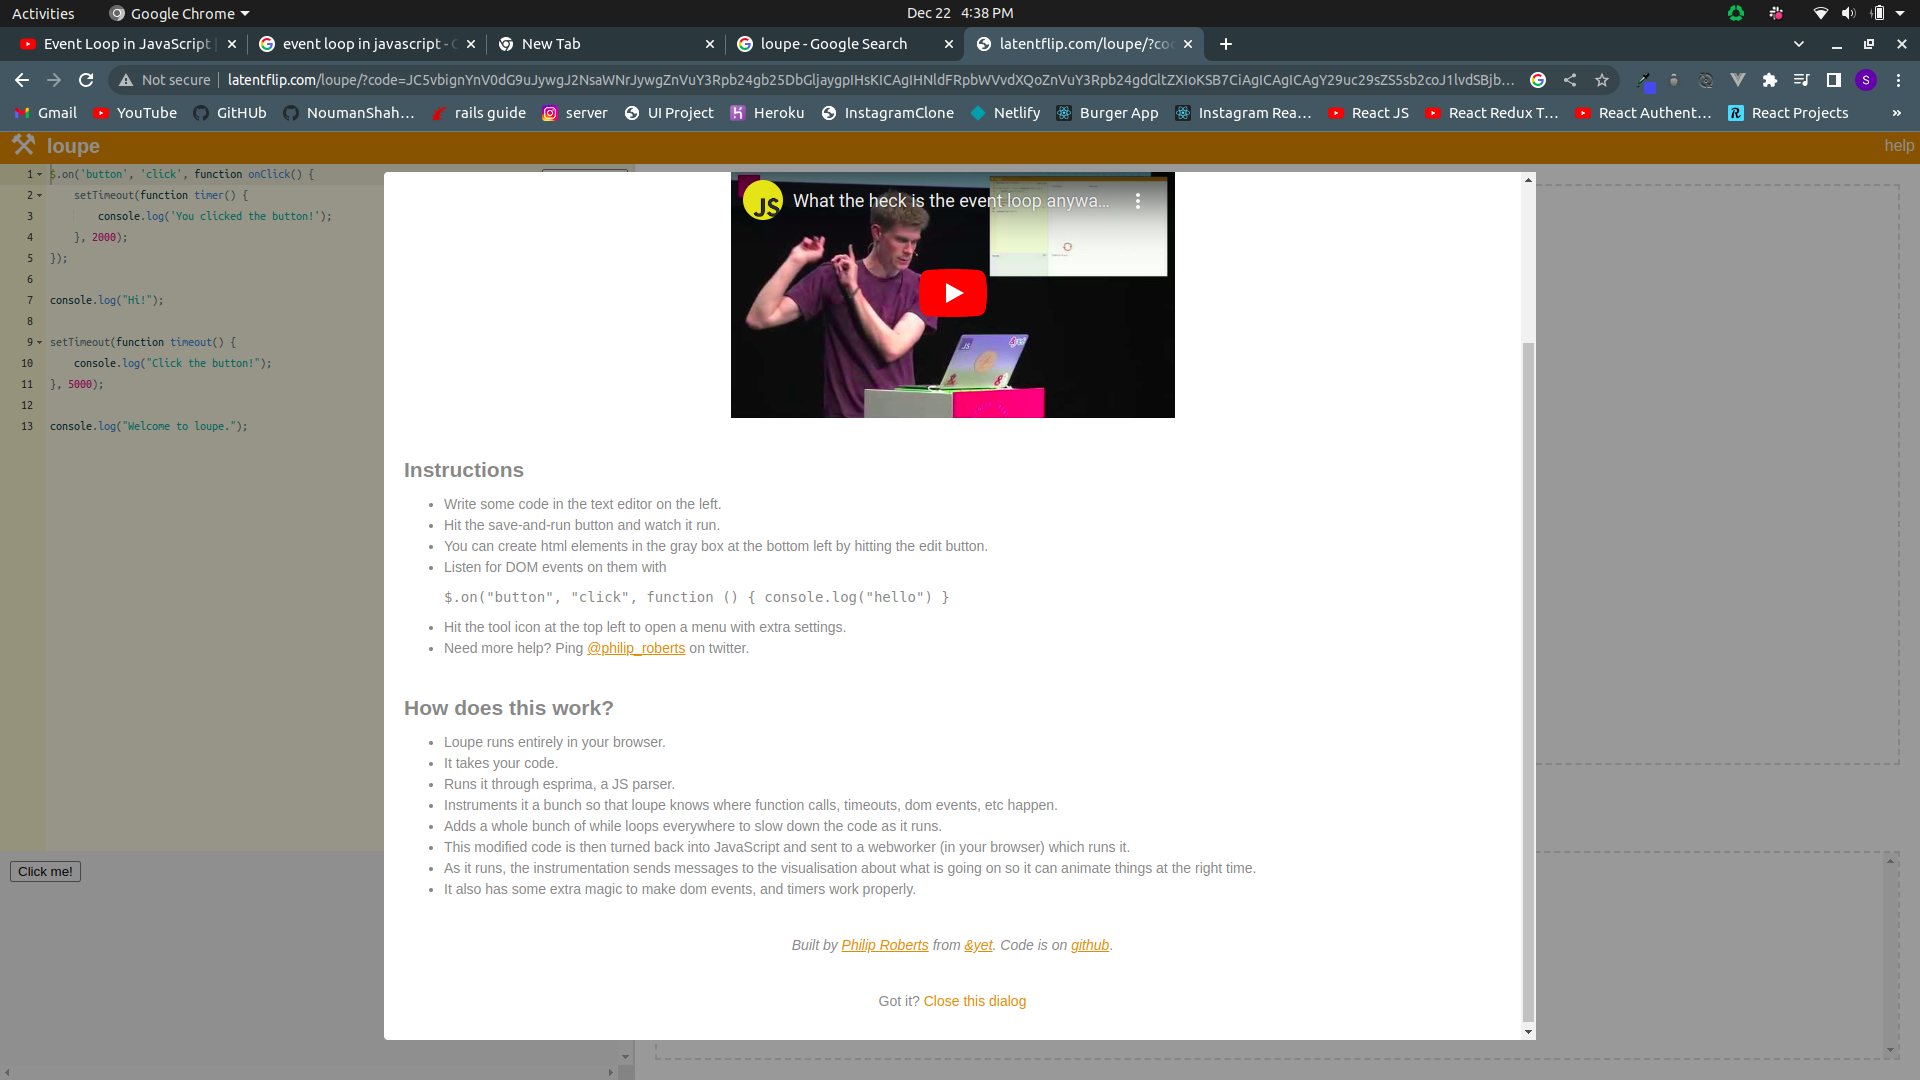 Activities
Google Chrome
Dec 22 4:38 PM
Event Loop in JavaScript |
event loop in javascript -
New Tab
loupe - Google Search
latentflip.com/loupe/?co
Not secure
latentflip.com/loupe/?code=JC5vbignYnV0dG9uJywgJ2NsaWNrJywgZnVuY3Rpb24gb25DbGljaygpIHsKICAgIHNldFRpbWVvdXQoZnVuY3Rpb24gdGltZXIoKSB7CiAgICAgICAgY29uc29sZS5sb2coJ1lvdSBjb...
S
Gmail
YouTube
GitHUb
NoumanShah...
rails guide
server
UI Project
Heroku
InstagramClone
Netlify
Burger App
Instagram Rea...
React JS
React Redux T...
React Authent...
React Projects
»
loupe
help
1 $.on('button', 'click', function onClick() {
2 setTimeout(function timer() {
3 console.log('You clicked the button!');
4 }, 2000);
5 });
6
7 console.log("Hi!");
8
9 setTimeout(function timeout() {
10 console.log("Click the button!");
11 }, 5000);
12
13 console.log("Welcome to loupe.");
Click me!
JS
What the heck is the event loop anywa...
Instructions
• Write some code in the text editor on the left.
• Hit the save-and-run button and watch it run.
• You can create html elements in the gray box at the bottom left by hitting the edit button.
• Listen for DOM events on them with
$.on("button", "click", function () { console.log("hello") }
• Hit the tool icon at the top left to open a menu with extra settings.
• Need more help? Ping @philip_roberts on twitter.
How does this work?
• Loupe runs entirely in your browser.
• It takes your code.
• Runs it through esprima, a JS parser.
• Instruments it a bunch so that loupe knows where function calls, timeouts, dom events, etc happen.
• Adds a whole bunch of while loops everywhere to slow down the code as it runs.
• This modified code is then turned back into JavaScript and sent to a webworker (in your browser) which runs it.
• As it runs, the instrumentation sends messages to the visualisation about what is going on so it can animate things at the right time.
• It also has some extra magic to make dom events, and timers work properly.
Built by Philip Roberts from &yet. Code is on github.
Got it? Close this dialog